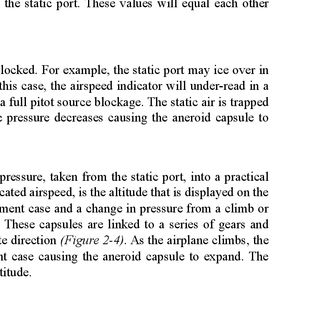 the static port. These values will equal each other
locked. For example, the static port may ice over in
this case, the airspeed indicator will under-read in a
a full pitot source blockage. The static air is trapped
pressure decreases causing the aneroid capsule to
pressure, taken from the static port, into a practical
cated airspeed, is the altitude that is displayed on the
ment case and a change in pressure from a climb or
These capsules are linked to a series of gears and
te direction (Figure 2-4). As the airplane climbs, the
nt case causing the aneroid capsule to expand. The
titude.